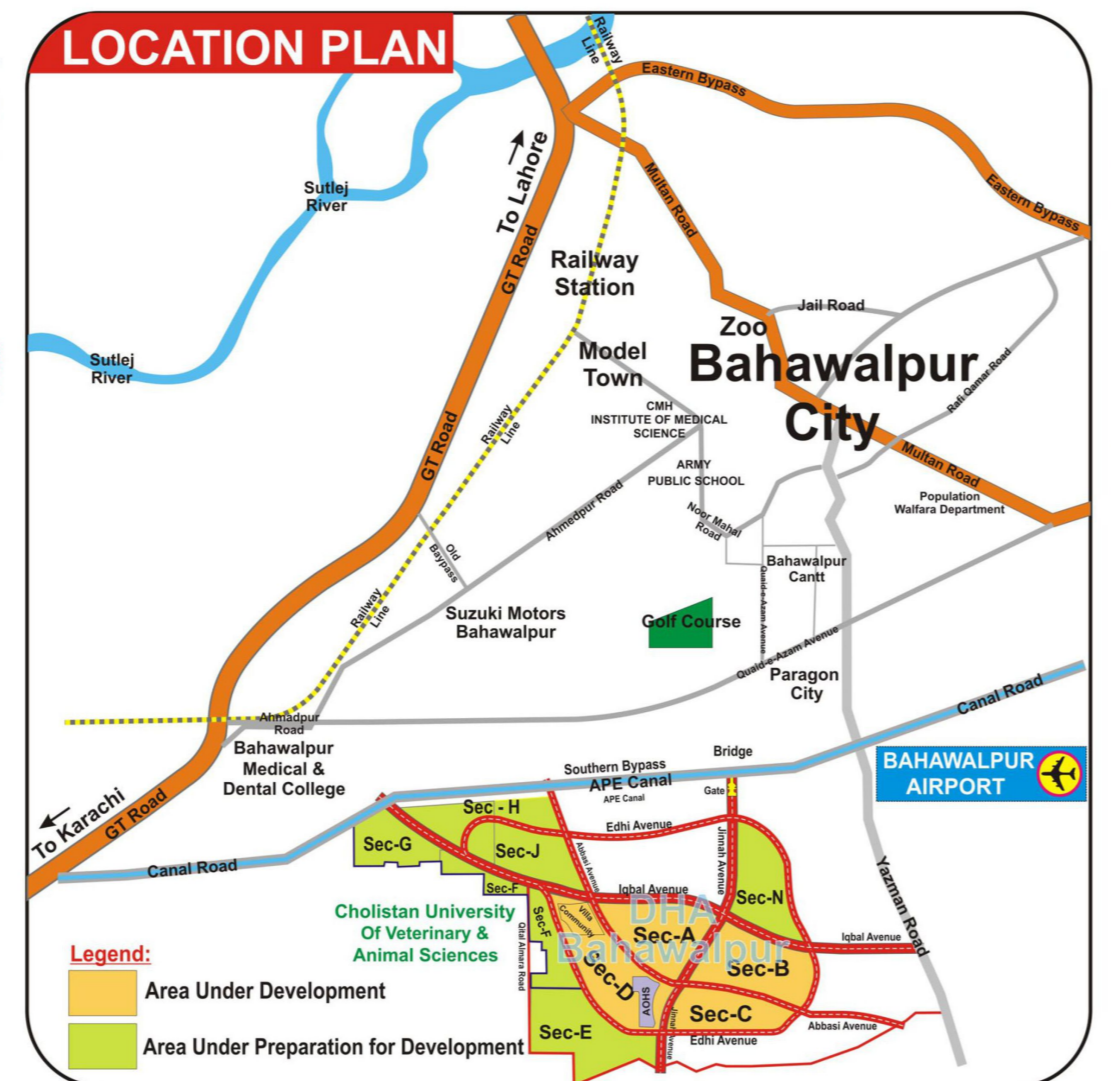 LOCATION PLAN
Railway
Line
Eastern Bypass
To Lahore
Sutlej
River
Multan Road
Eastern Bypass
GT Road
Railway
Station
Jail Road
Zoo
Sutlej
River
Model
Town
Bahawalpur
City
Rafi Qamar Road
CMH
INSTITUTE OF MEDICAL
SCIENCE
GT Road
Railway
Line
ARMY
PUBLIC SCHOOL
Multan Road
Population
Walfara Department
Ahmedpur Road
Noor Mahal
Road
Old
Baypass
Bahawalpur
Cantt
Railway
Line
Suzuki Motors
Bahawalpur
Golf Course
Quaid-e-Azam Avenue
Quaid-e-Azam Avenue
Paragon
City
Canal Road
Ahmadpur
Road
Bahawalpur
Medical &
Dental College
Bridge
Southern Bypass
APE Canal
APE Canal
Gate
BAHAWALPUR
AIRPORT
To Karachi
GT Road
Canal Road
Sec - H
Sec-G
Sec-J
Edhi Avenue
Abbasi Avenue
Jinnah Avenue
Yazman Road
Sec-F
Iqbal Avenue
Sec-N
Cholistan University
Of Veterinary &
Animal Sciences
Sec-F
Villa
Community
DHA
Bahawalpur
Sec-A
Iqbal Avenue
Qital Almara Road
Sec-D
Sec-B
Legend:
Area Under Development
AOHS
Sec-C
Abbasi Avenue
Sec-E
Jinnah Avenue
Edhi Avenue
Area Under Preparation for Development